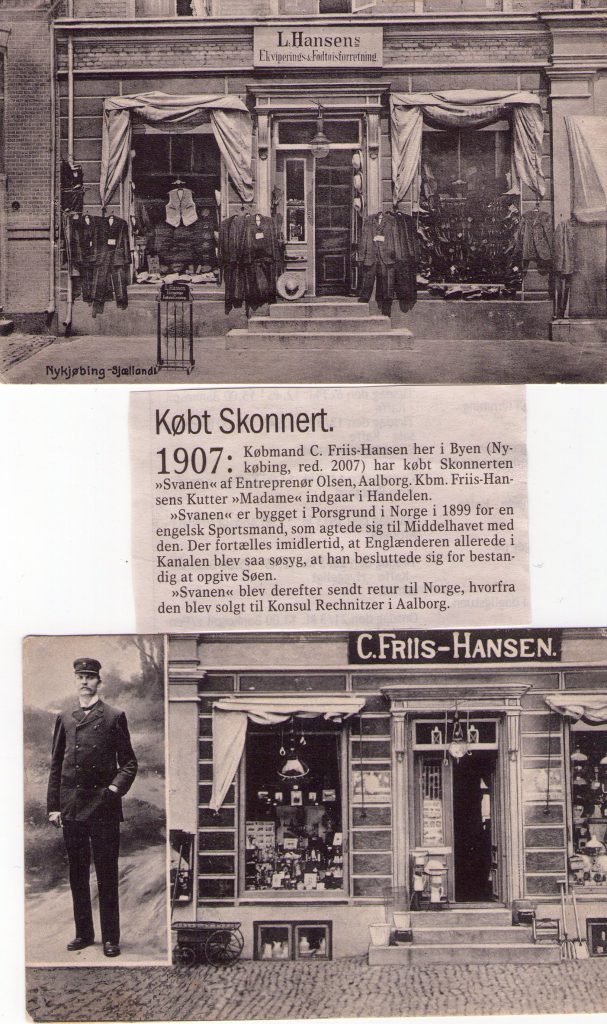 L. Hansens
Ekviperings & Fodtøisforretning.
Nykjøbing-Sjælland.
Købt Skonnert.
1907: Købmand C. Friis-Hansen her i Byen (Ny-
købing, red. 2007) har købt Skonnerten
»Svanen« af Entreprenør Olsen, Aalborg. Kbm. Friis-Han-
sens Kutter »Madame« indgaar i Handelen.
»Svanen« er bygget i Porsgrund i Norge i 1899 for en
engelsk Sportsmand, som agtede sig til Middelhavet med
den. Der fortælles imidlertid, at Englænderen allerede i
Kanalen blev saa søsyg, at han besluttede sig for bestan-
dig at opgive Søen.
»Svanen« blev derefter sendt retur til Norge, hvorfra
den blev solgt til Konsul Rechnitzer i Aalborg.
C. FRIIS-HANSEN.